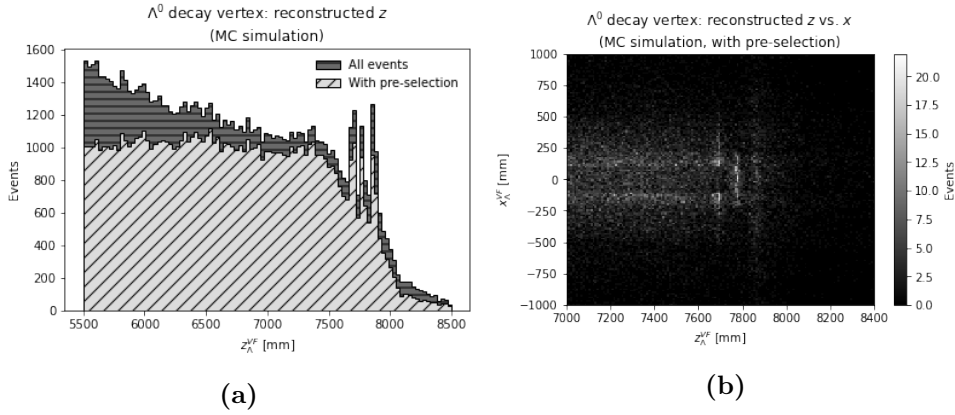 Λ⁰ decay vertex: reconstructed z
(MC simulation)
1600
1400
1200
1000
800
600
400
200
0
Events
All events
With pre-selection
5500 6000 6500 7000 7500 8000 8500
z_Λ^VF [mm]
(a)
Λ⁰ decay vertex: reconstructed z vs. x
(MC simulation, with pre-selection)
1000
750
500
250
0
−250
−500
−750
−1000
x_Λ^VF [mm]
7000 7200 7400 7600 7800 8000 8200 8400
z_Λ^VF [mm]
20.0
17.5
15.0
12.5
10.0
7.5
5.0
2.5
0.0
Events
(b)